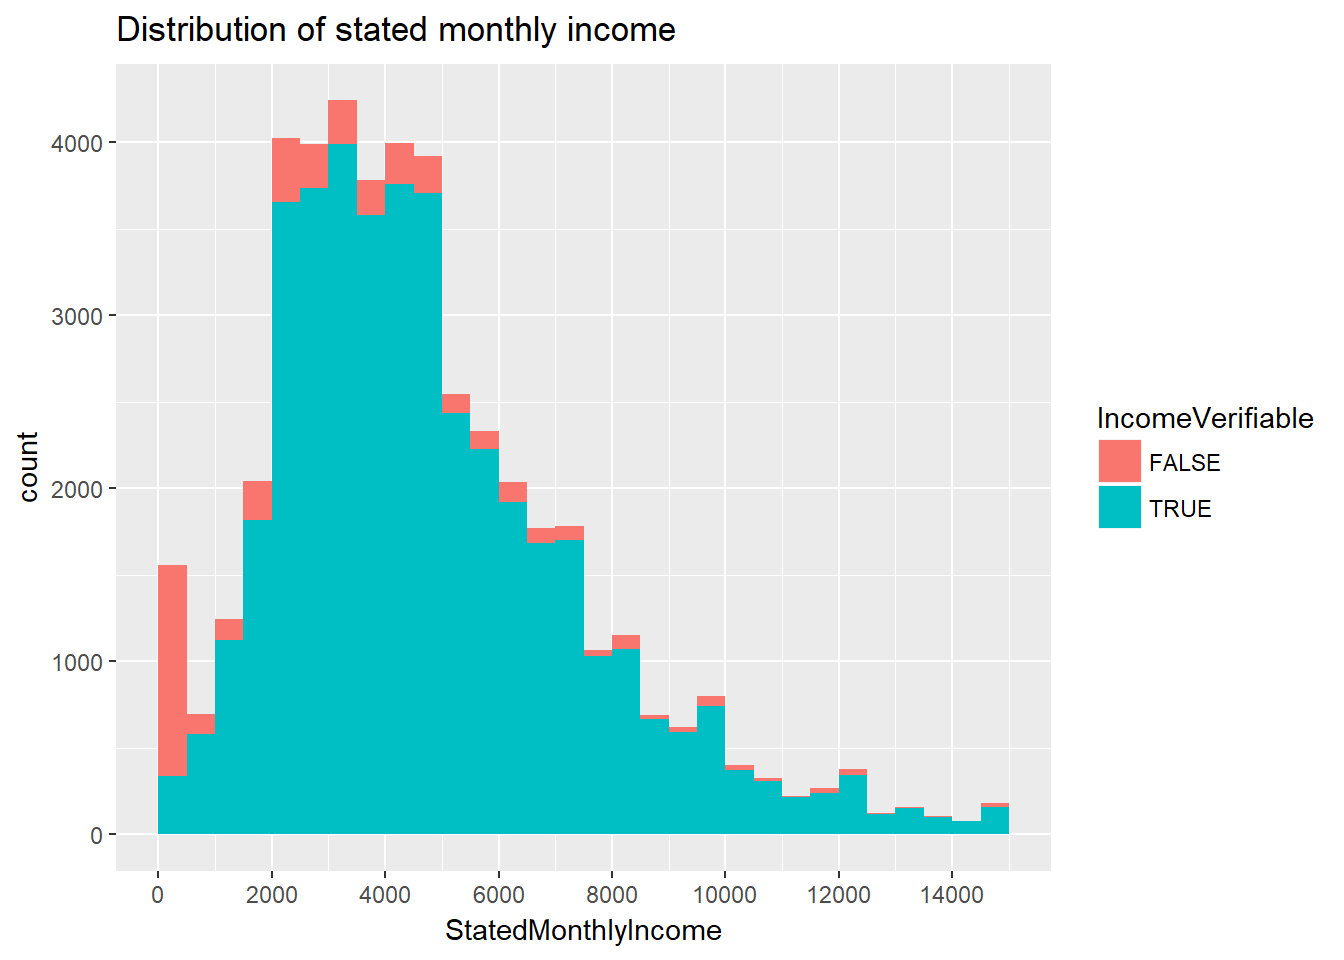 Distribution of stated monthly income
4000
3000
2000
1000
0
count
0 2000 4000 6000 8000 10000 12000 14000
StatedMonthlyIncome
IncomeVerifiable
FALSE
TRUE